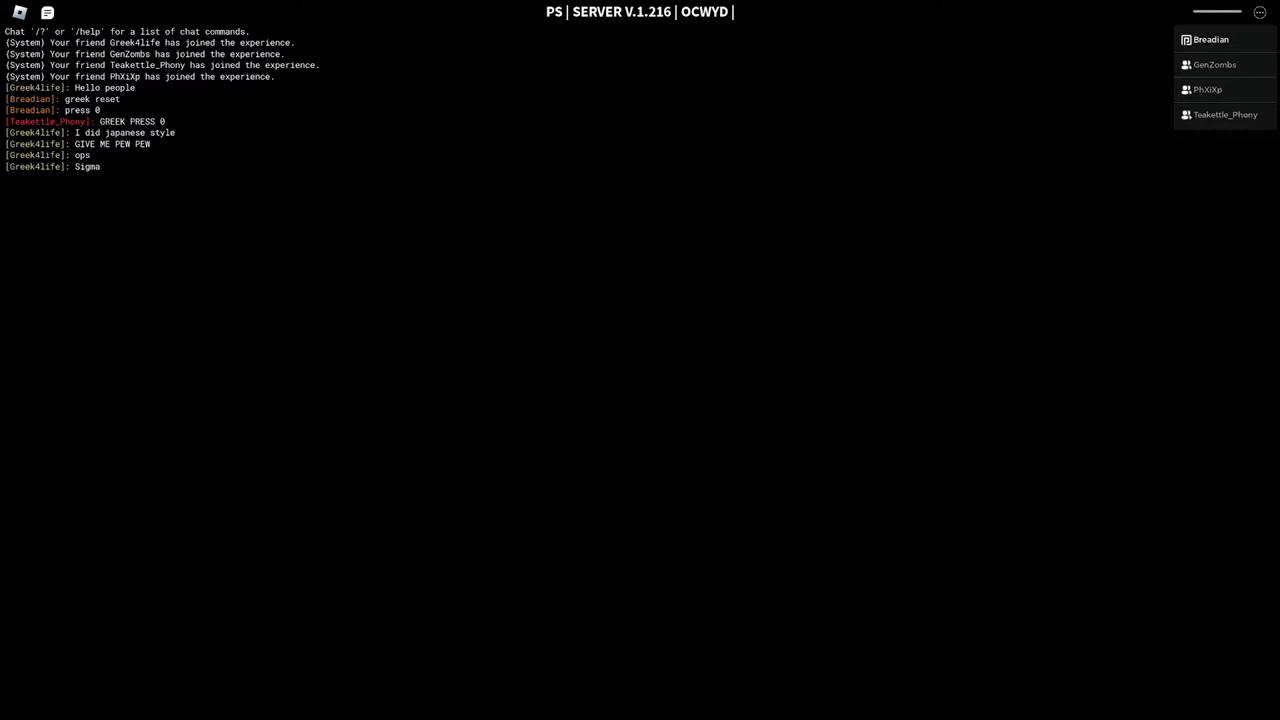 PS | SERVER V.1.216 | OCWYD |
Chat '/?' or '/help' for a list of chat commands.
{System} Your friend Greek4life has joined the experience.
{System} Your friend GenZombs has joined the experience.
{System} Your friend Teakettle_Phony has joined the experience.
{System} Your friend PhXiXp has joined the experience.
[Greek4life]: Hello people
[Breadian]: greek reset
[Breadian]: press 0
[Teakettle_Phony]: GREEK PRESS 0
[Greek4life]: I did japanese style
[Greek4life]: GIVE ME PEW PEW
[Greek4life]: ops
[Greek4life]: Sigma
Breadian
GenZombs
PhXiXp
Teakettle_Phony